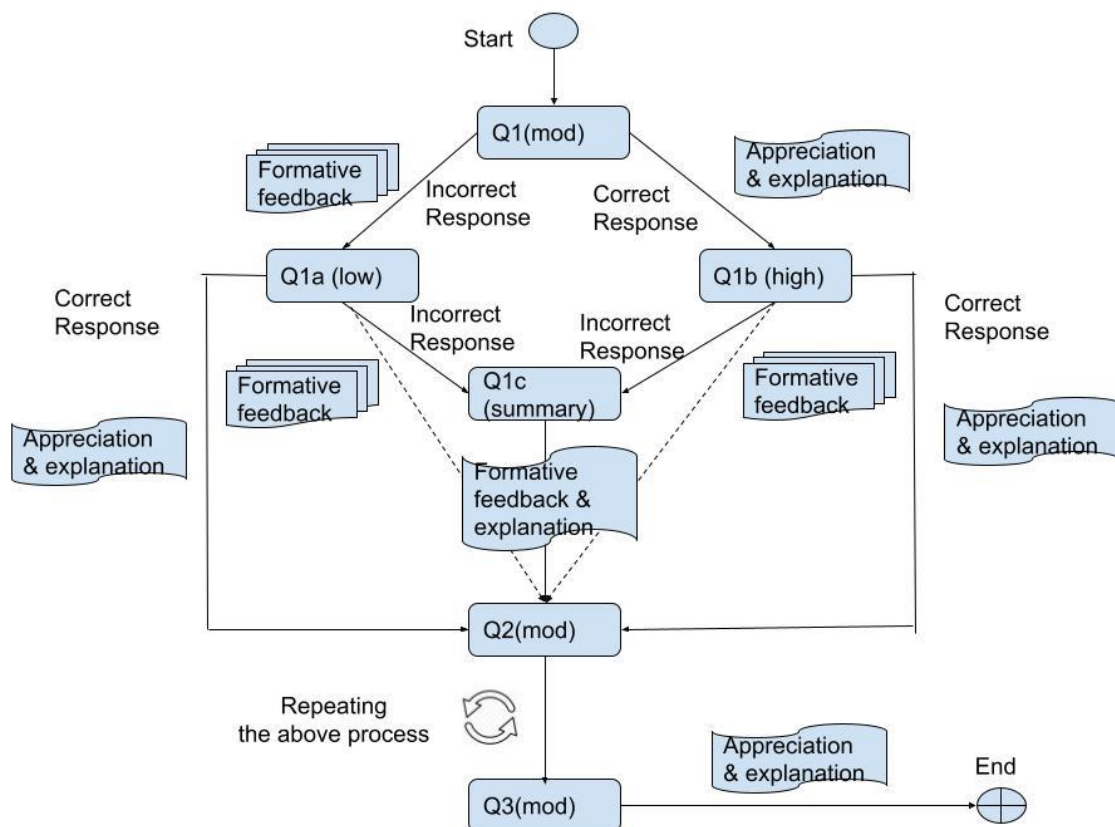 Start
Q1(mod)
Formative
feedback
Incorrect
Response
Correct
Response
Appreciation
& explanation
Q1a (low)
Q1b (high)
Correct
Response
Incorrect
Response
Incorrect
Response
Correct
Response
Formative
feedback
Q1c
(summary)
Formative
feedback
Appreciation
& explanation
Appreciation
& explanation
Formative
feedback &
explanation
Q2(mod)
Repeating
the above process
Appreciation
& explanation
End
Q3(mod)